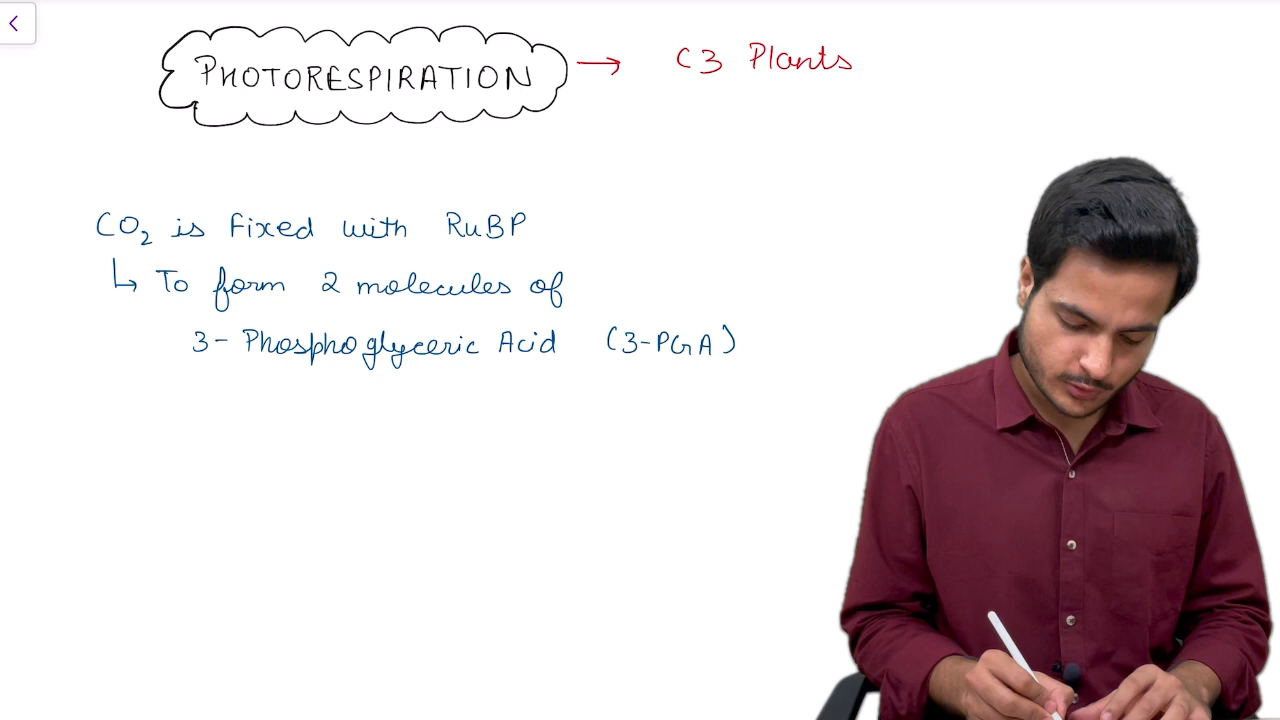 PHOTORESPIRATION → C3 Plants
CO₂ is Fixed with RuBP
↳ To form 2 molecules of
3- Phosphoglyceric Acid (3-PGA)